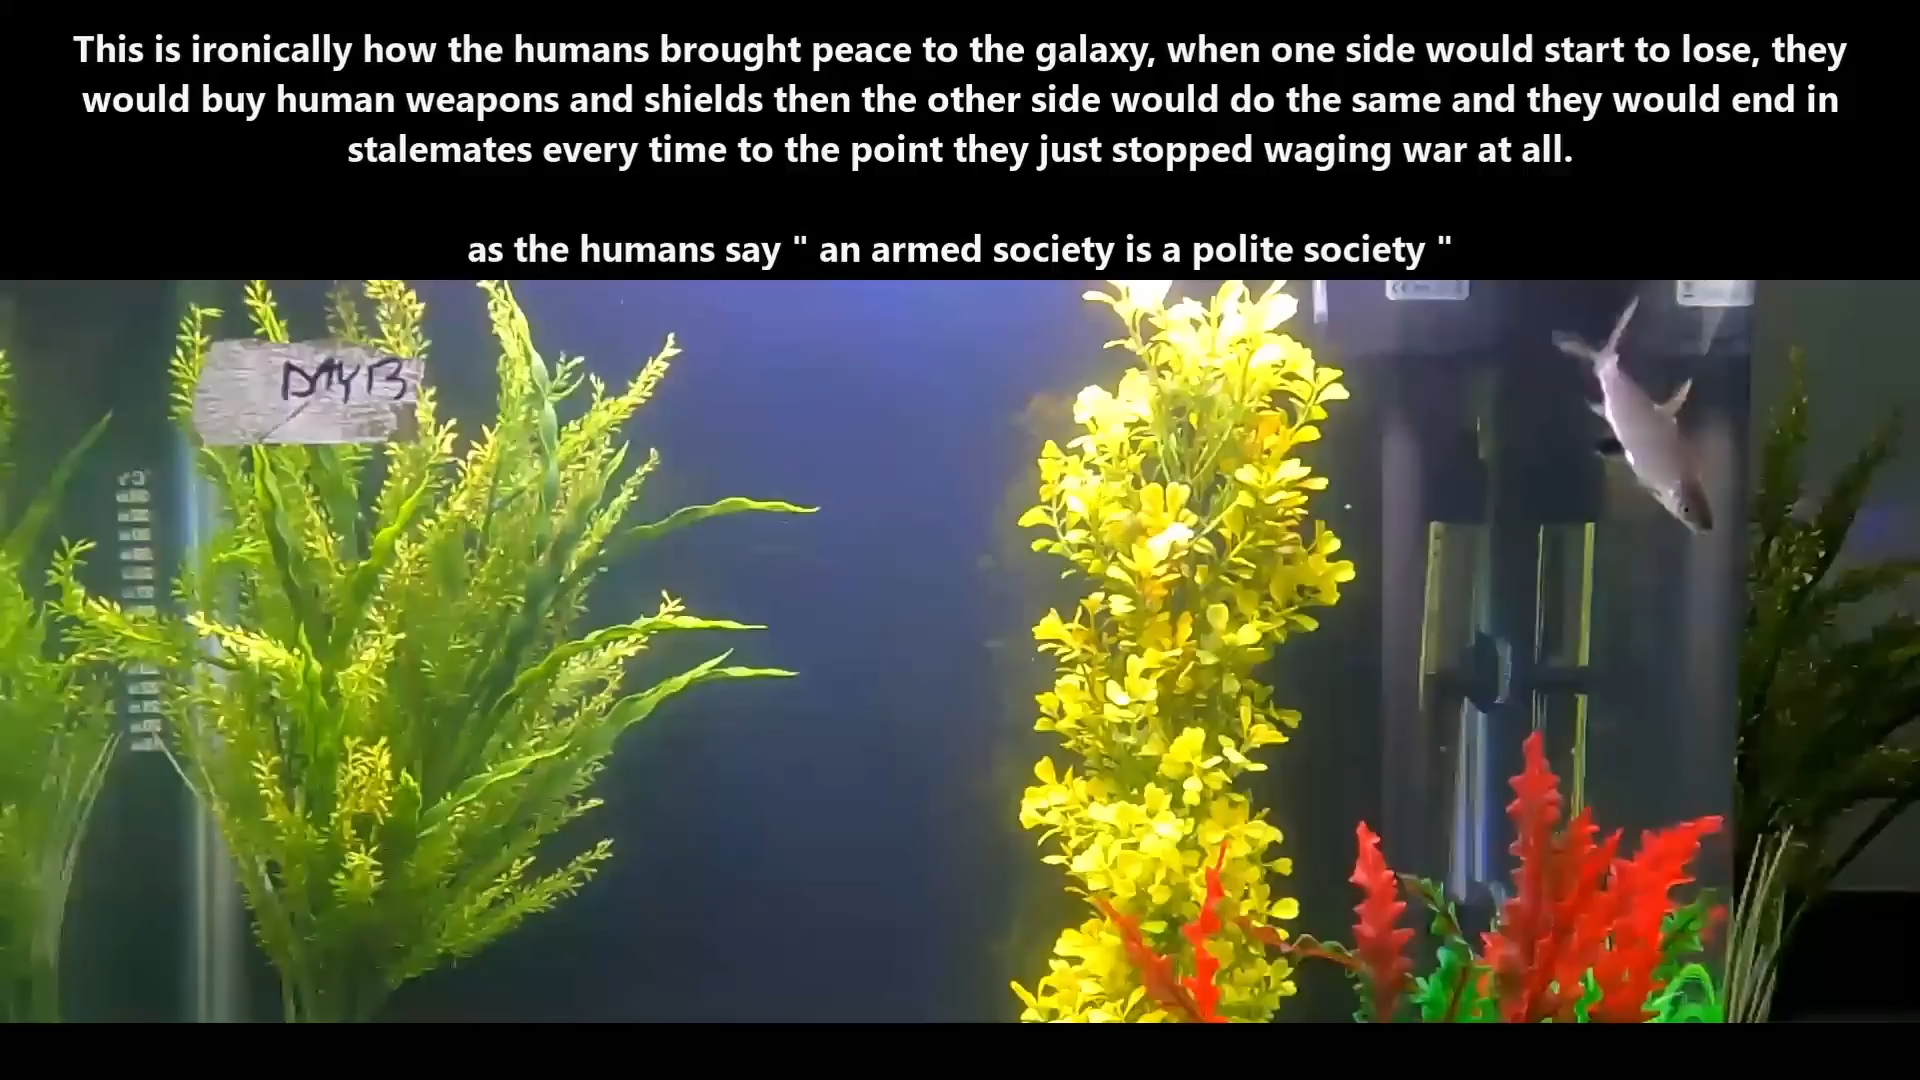 This is ironically how the humans brought peace to the galaxy, when one side would start to lose, they
would buy human weapons and shields then the other side would do the same and they would end in
stalemates every time to the point they just stopped waging war at all.
as the humans say " an armed society is a polite society "
DAY 13